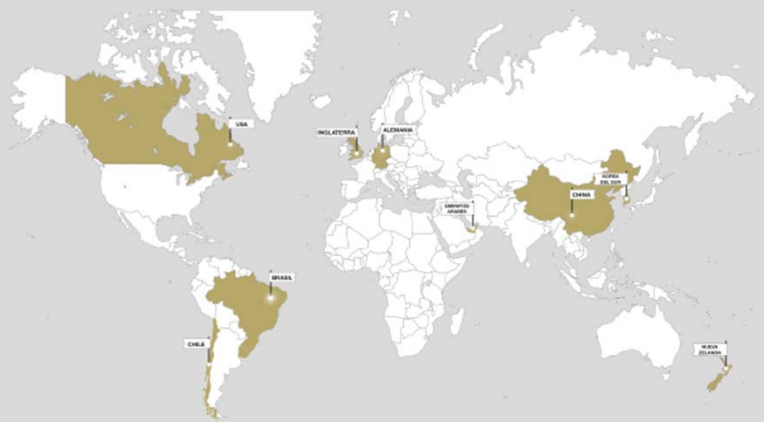 USA
INGLATERRA
ALEMANIA
COREA
DEL SUR
CHINA
EMIRATOS
ARABES
BRASIL
CHILE
NUEVA
ZELANDA